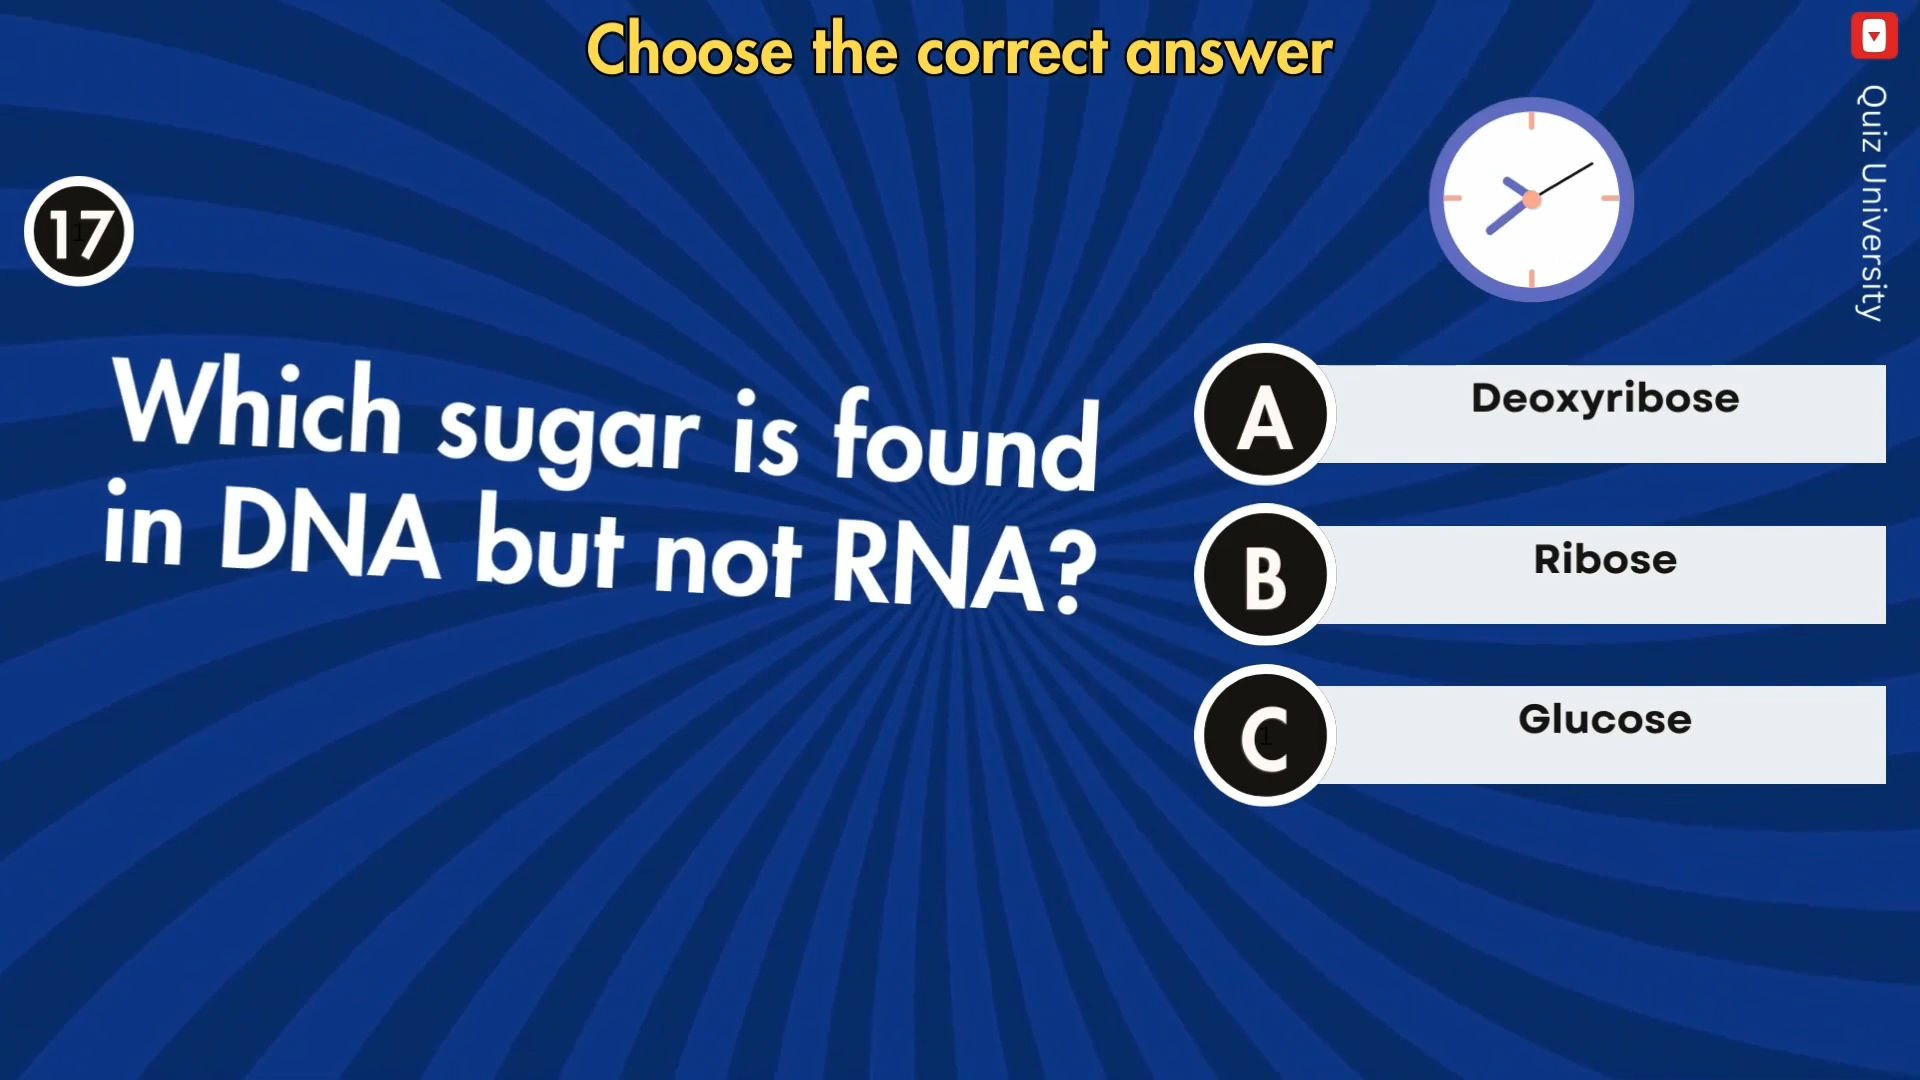 Choose the correct answer
Quiz University
17
Which sugar is found
in DNA but not RNA?
A
Deoxyribose
B
Ribose
C
Glucose